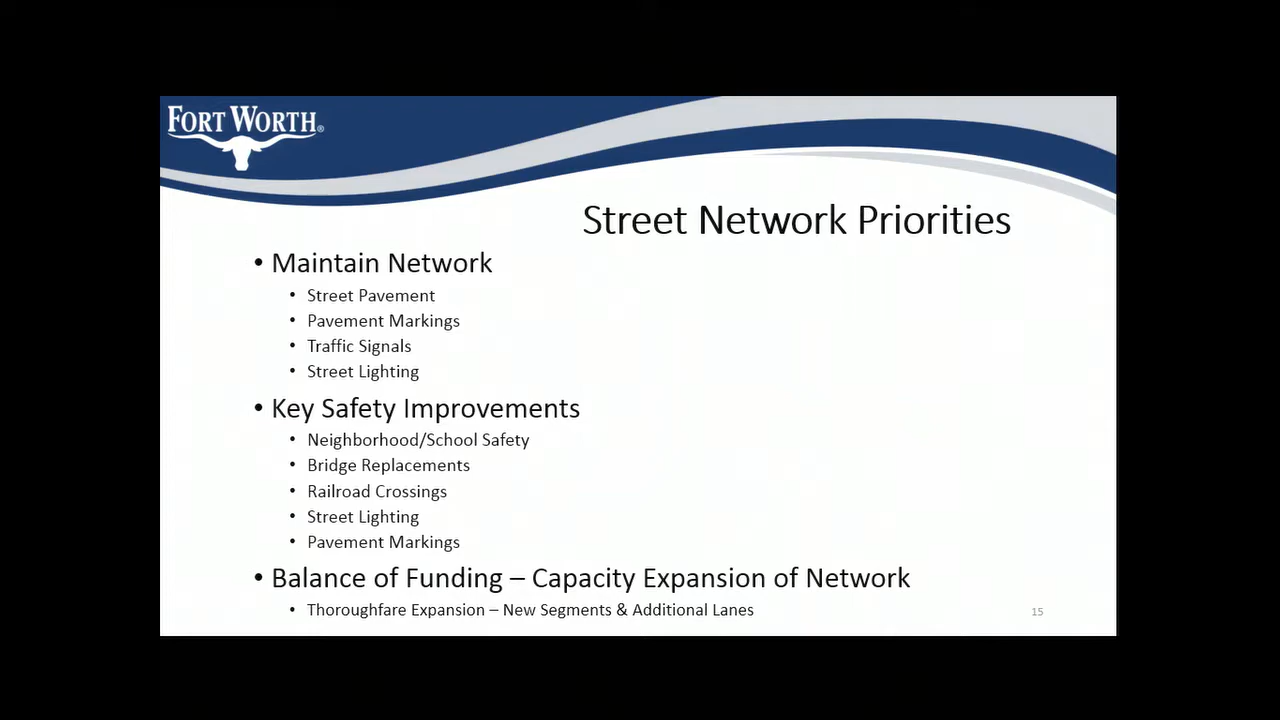 FORT WORTH®
Street Network Priorities
• Maintain Network
• Street Pavement
• Pavement Markings
• Traffic Signals
• Street Lighting
• Key Safety Improvements
• Neighborhood/School Safety
• Bridge Replacements
• Railroad Crossings
• Street Lighting
• Pavement Markings
• Balance of Funding – Capacity Expansion of Network
• Thoroughfare Expansion – New Segments & Additional Lanes
15